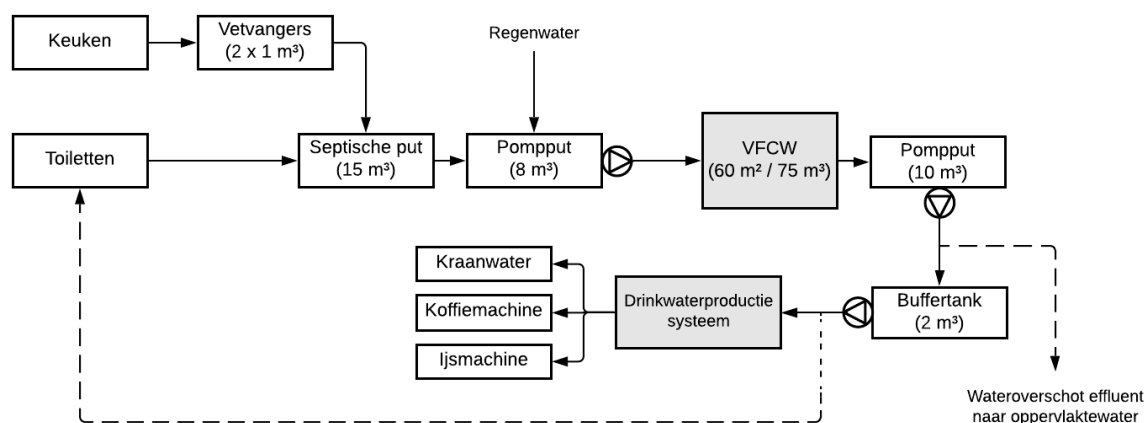 Keuken
Vetvangers
(2 x 1 m³)
Regenwater
Toiletten
Septische put
(15 m³)
Pompput
(8 m³)
VFCW
(60 m² / 75 m³)
Pompput
(10 m³)
Kraanwater
Koffiemachine
Ijsmachine
Drinkwaterproductie
systeem
Buffertank
(2 m³)
Wateroverschot effluent
naar oppervlaktewater